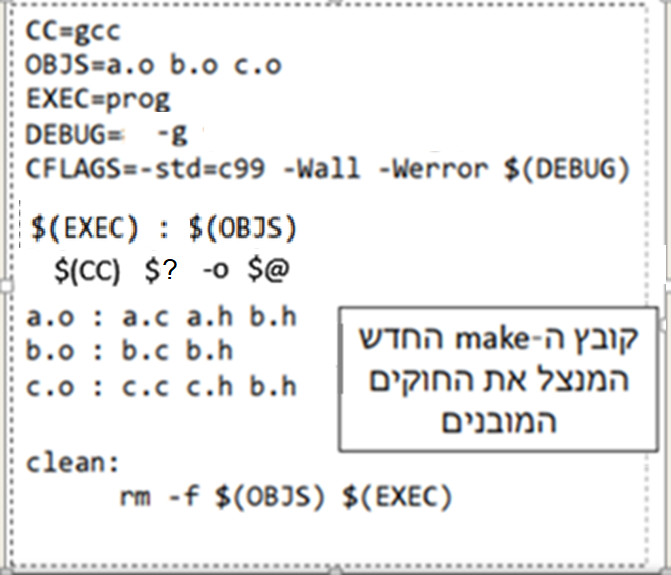 CC=gcc
OBJS=a.o b.o c.o
EXEC=prog
DEBUG= -g
CFLAGS=-std=c99 -Wall -Werror $(DEBUG)
$(EXEC) : $(OBJS)
$(CC) $? -o $@
a.o : a.c a.h b.h
b.o : b.c b.h
c.o : c.c c.h b.h
קובץ ה-make החדש
המנצל את החוקים
המובנים
clean:
rm -f $(OBJS) $(EXEC)